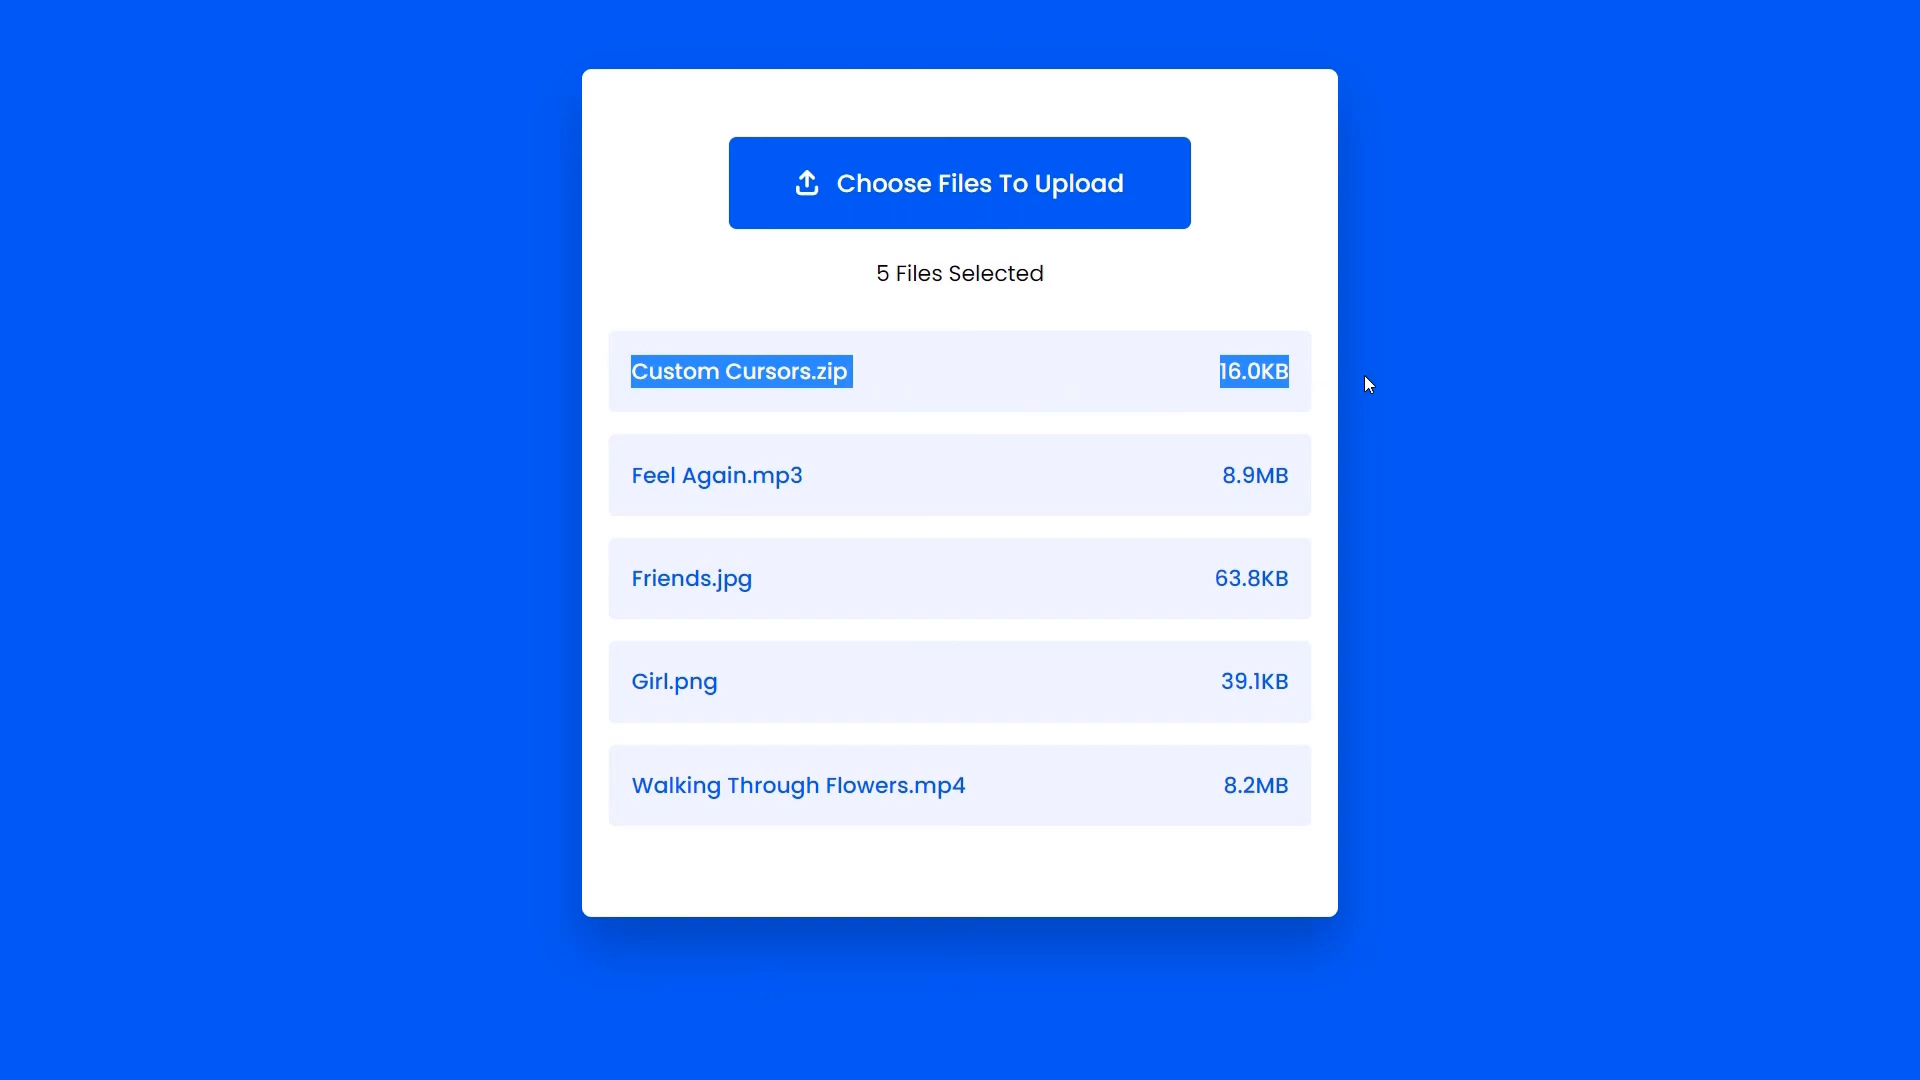 Choose Files To Upload
5 Files Selected
Custom Cursors.zip 16.0KB
Feel Again.mp3 8.9MB
Friends.jpg 63.8KB
Girl.png 39.1KB
Walking Through Flowers.mp4 8.2MB